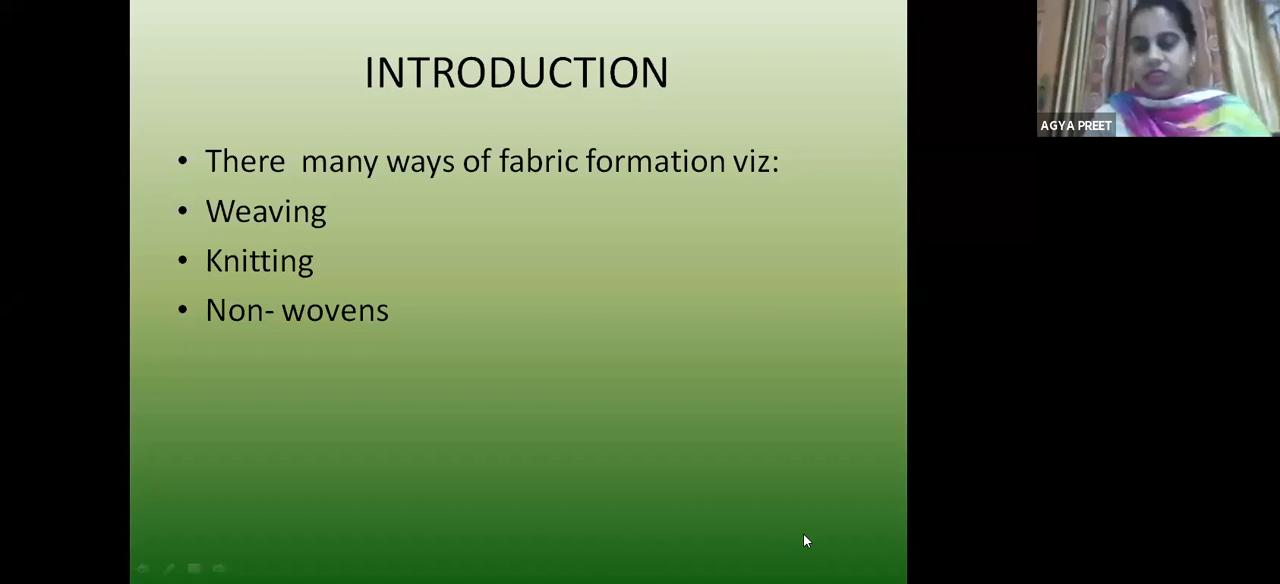 INTRODUCTION
• There many ways of fabric formation viz:
• Weaving
• Knitting
• Non- wovens
AGYA PREET